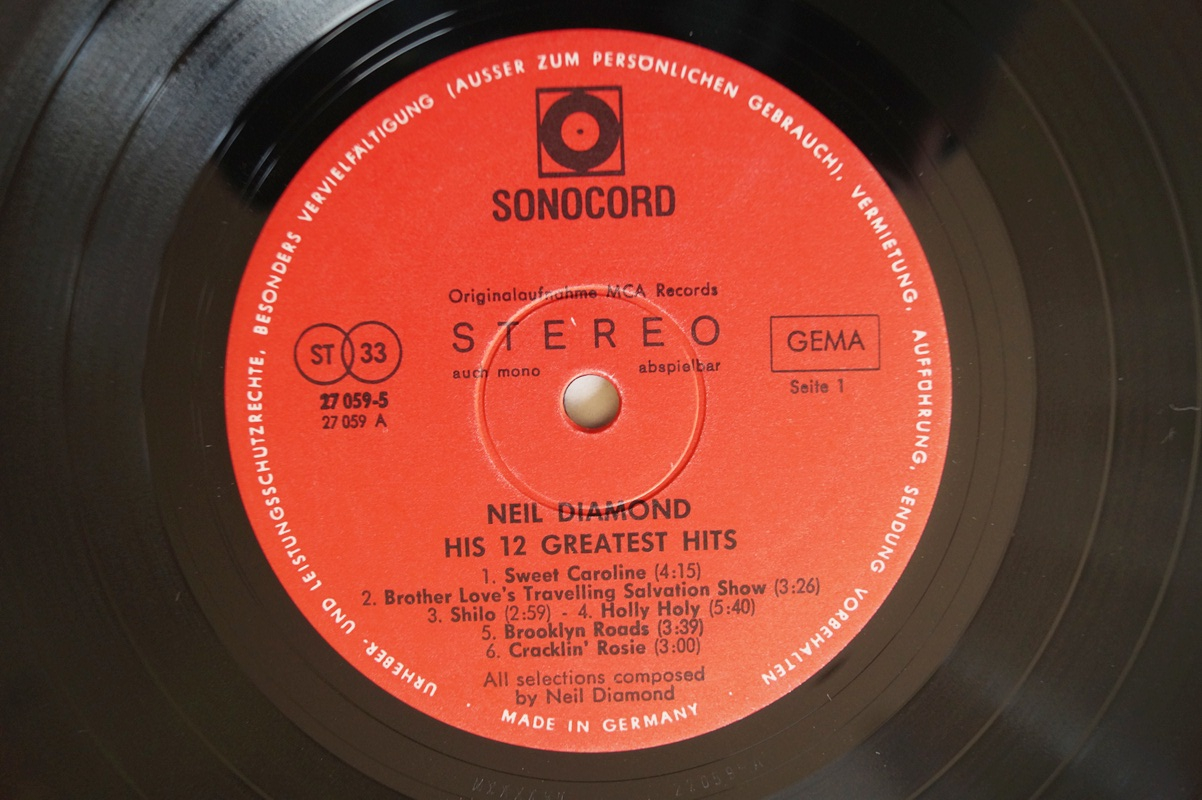 URHEBER- UND LEISTUNGSSCHUTZRECHTE, BESONDERS VERVIELFÄLTIGUNG (AUSSER ZUM PERSÖNLICHEN GEBRAUCH), VERMIETUNG, AUFFÜHRUNG, SENDUNG VORBEHALTEN
SONOCORD
Originalaufnahme MCA Records
STEREO
auch mono abspielbar
ST 33
GEMA
27 059-5
27 059 A
Seite 1
NEIL DIAMOND
HIS 12 GREATEST HITS
1. Sweet Caroline (4:15)
2. Brother Love's Travelling Salvation Show (3:26)
3. Shilo (2:59) - 4. Holly Holy (5:40)
5. Brooklyn Roads (3:39)
6. Cracklin' Rosie (3:00)
All selections composed
by Neil Diamond
MADE IN GERMANY